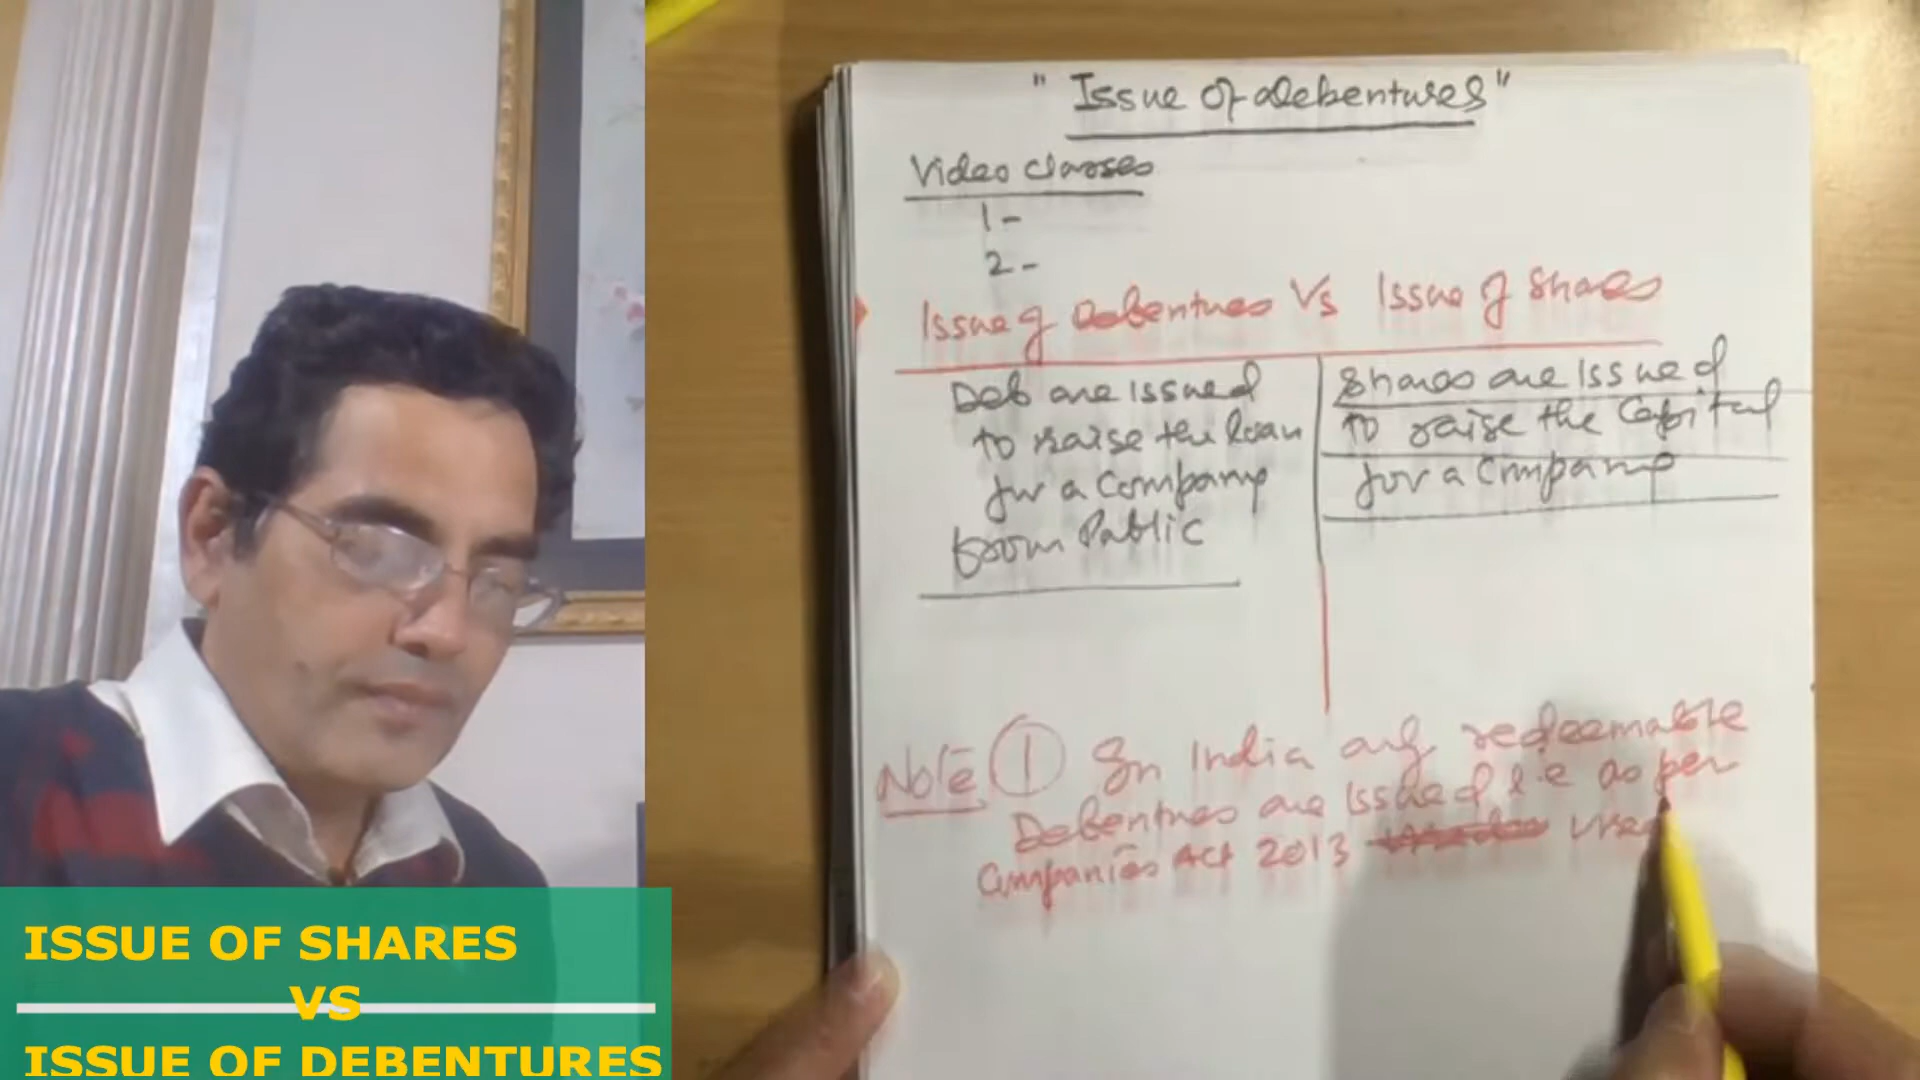 "Issue of Debentures"
Video classes
1-
2-
Issue of Debentures Vs Issue of Shares
Deb are issued
to raise the loan
for a Company
from Public
Shares are issued
to raise the Capital
for a Company
Note 1 In India only redeemable
Debentures are issued i.e as per
Companies Act 2013
ISSUE OF SHARES
VS
ISSUE OF DEBENTURES